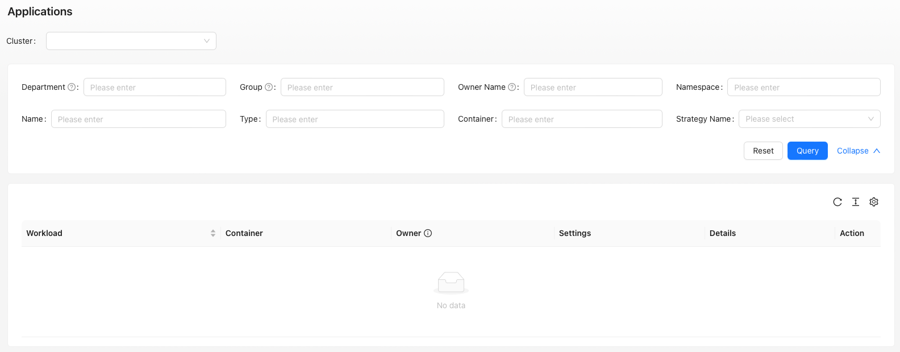 Applications
Cluster:
Department : Please enter Group : Please enter Owner Name : Please enter Namespace: Please enter
Name: Please enter Type: Please enter Container: Please enter Strategy Name: Please select
Reset Query Collapse
Workload Container Owner Settings Details Action
No data